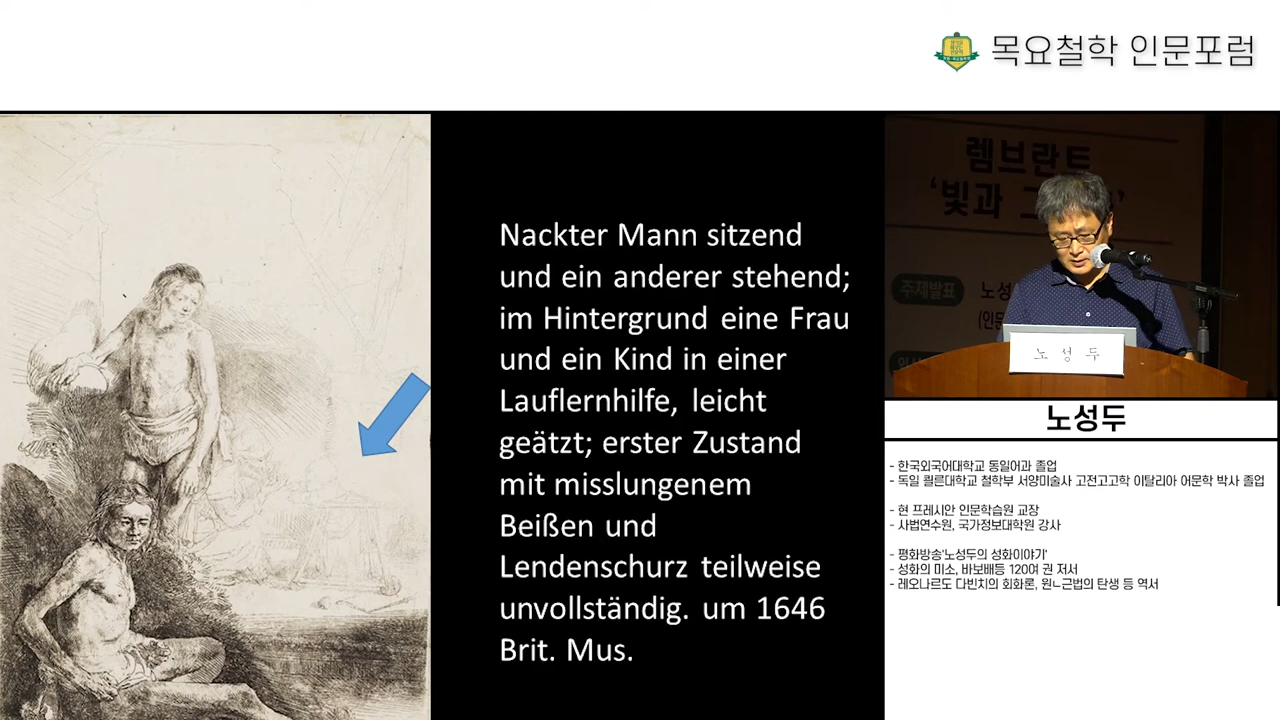 목요철학 인문포럼
Nackter Mann sitzend
und ein anderer stehend;
im Hintergrund eine Frau
und ein Kind in einer
Lauflernhilfe, leicht
geätzt; erster Zustand
mit misslungenem
Beißen und
Lendenschurz teilweise
unvollständig. um 1646
Brit. Mus.
렘브란트
‘빛과
주제발표
노성
(인문
노 성 두
노성두
- 한국외국어대학교 동일어과 졸업
- 독일 쾰른대학교 철학부 서양미술사 고전고고학 이탈리아 어문학 박사 졸업
- 현 프레시안 인문학습원 교장
- 사법연수원, 국가정보대학원 강사
- 평화방송'노성두의 성화이야기'
- 성화의 미소, 바보배등 120여 권 저서
- 레오나르도 다빈치의 회화론, 원ㄴ근법의 탄생 등 역서